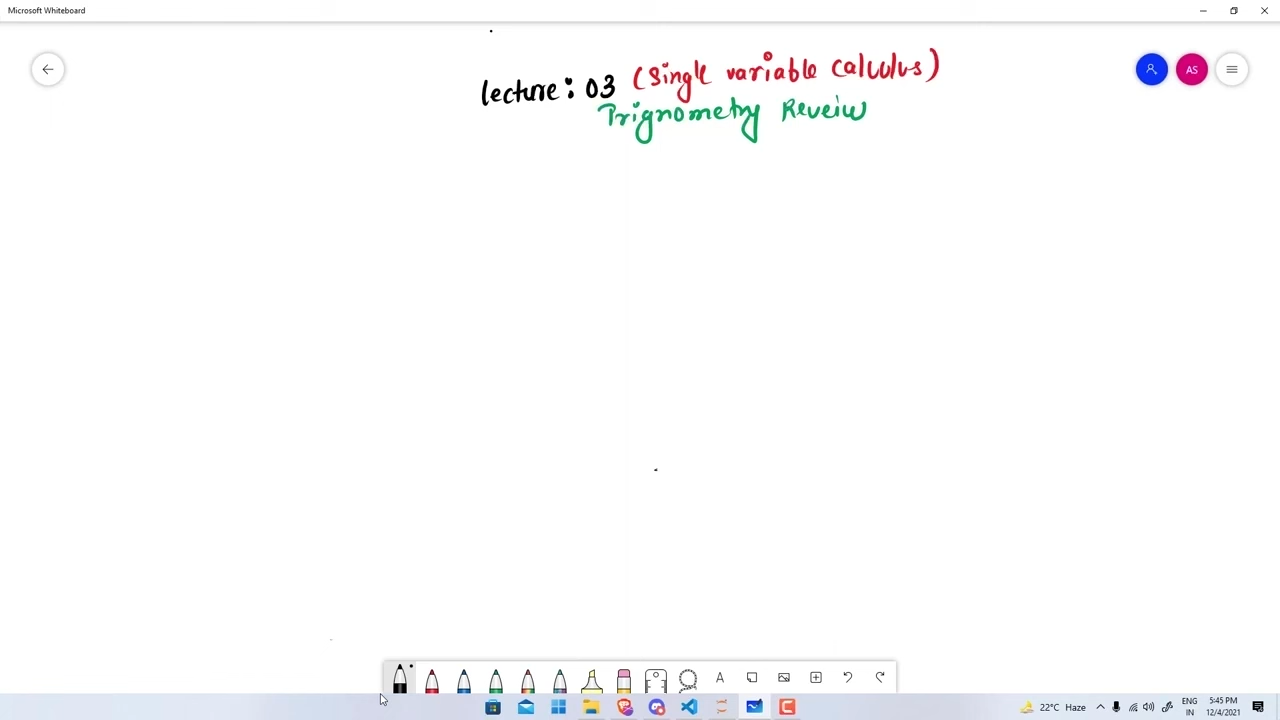 Microsoft Whiteboard
lecture: 03 (Single variable calculus)
Trignometry Reveiw
AS
A
22°C Haze
ENG
IN
5:45 PM
12/4/2021